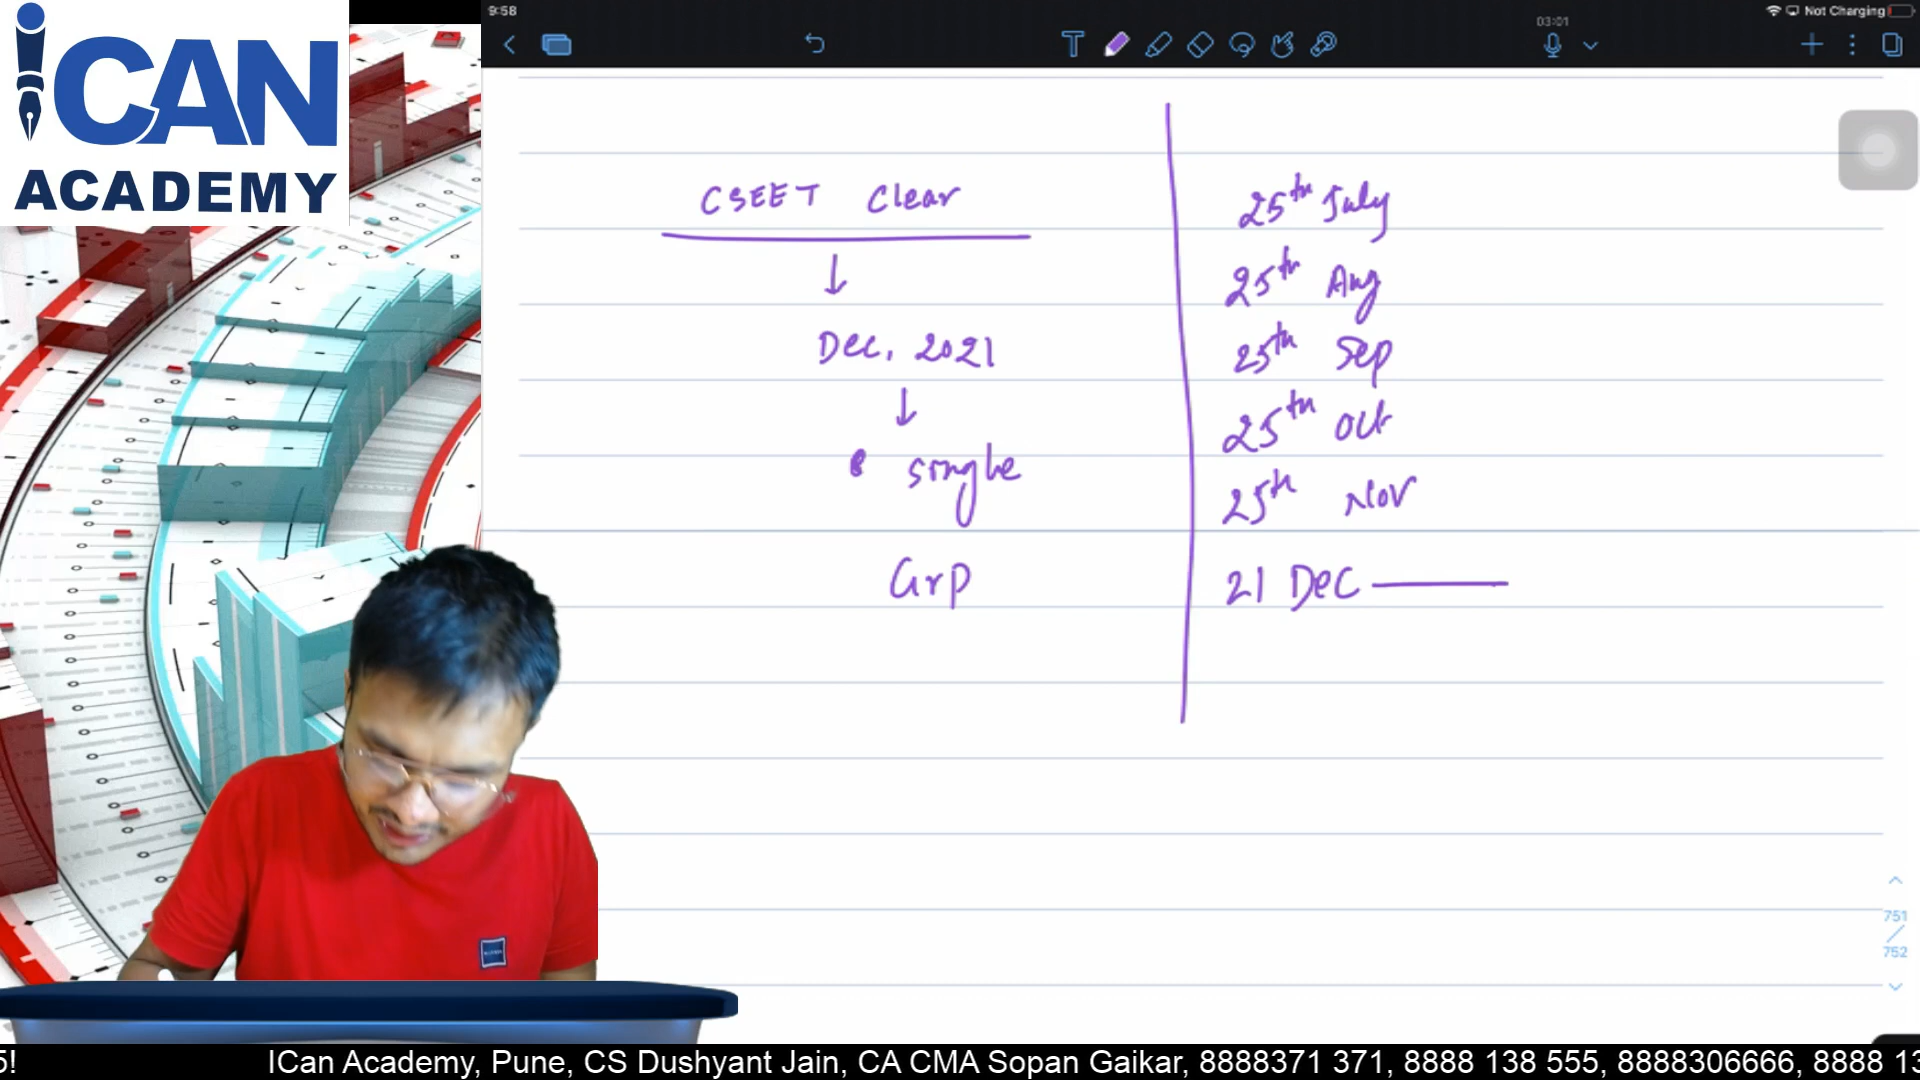 iCAN
ACADEMY
9:58
Not Charging
03:01
CSEET Clear
Dec, 2021
single
Grp
25th July
25th Aug
25th Sep
25th Oct
25th Nov
21 Dec
751
752
5! ICan Academy, Pune, CS Dushyant Jain, CA CMA Sopan Gaikar, 8888371 371, 8888 138 555, 8888306666, 8888 13